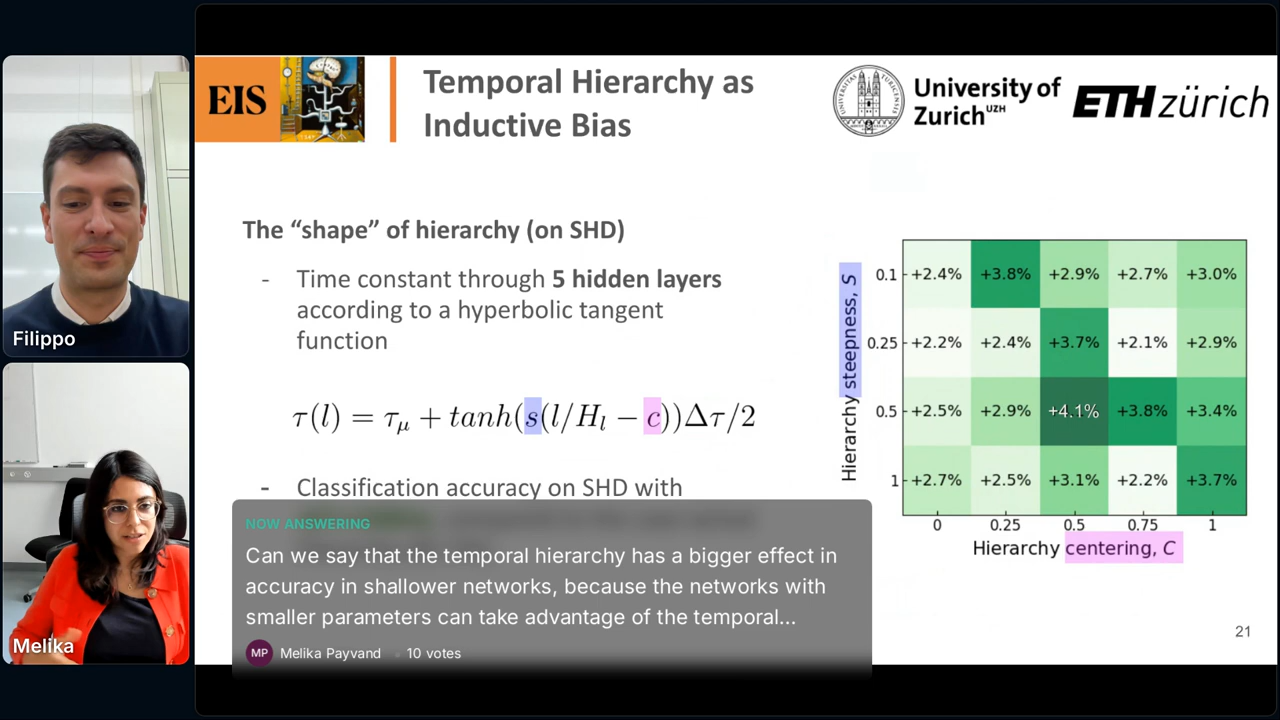 EIS
Temporal Hierarchy as
Inductive Bias
University of
Zurich UZH
ETH zürich
The “shape” of hierarchy (on SHD)
- Time constant through 5 hidden layers
according to a hyperbolic tangent
function
τ(l) = τμ + tanh(s(l/Hl − c))Δτ/2
- Classification accuracy on SHD with
Hierarchy steepness, S
0.1 +2.4% +3.8% +2.9% +2.7% +3.0%
0.25 +2.2% +2.4% +3.7% +2.1% +2.9%
0.5 +2.5% +2.9% +4.1% +3.8% +3.4%
1 +2.7% +2.5% +3.1% +2.2% +3.7%
0 0.25 0.5 0.75 1
Hierarchy centering, C
21
Filippo
Melika
NOW ANSWERING
Can we say that the temporal hierarchy has a bigger effect in
accuracy in shallower networks, because the networks with
smaller parameters can take advantage of the temporal...
MP Melika Payvand • 10 votes